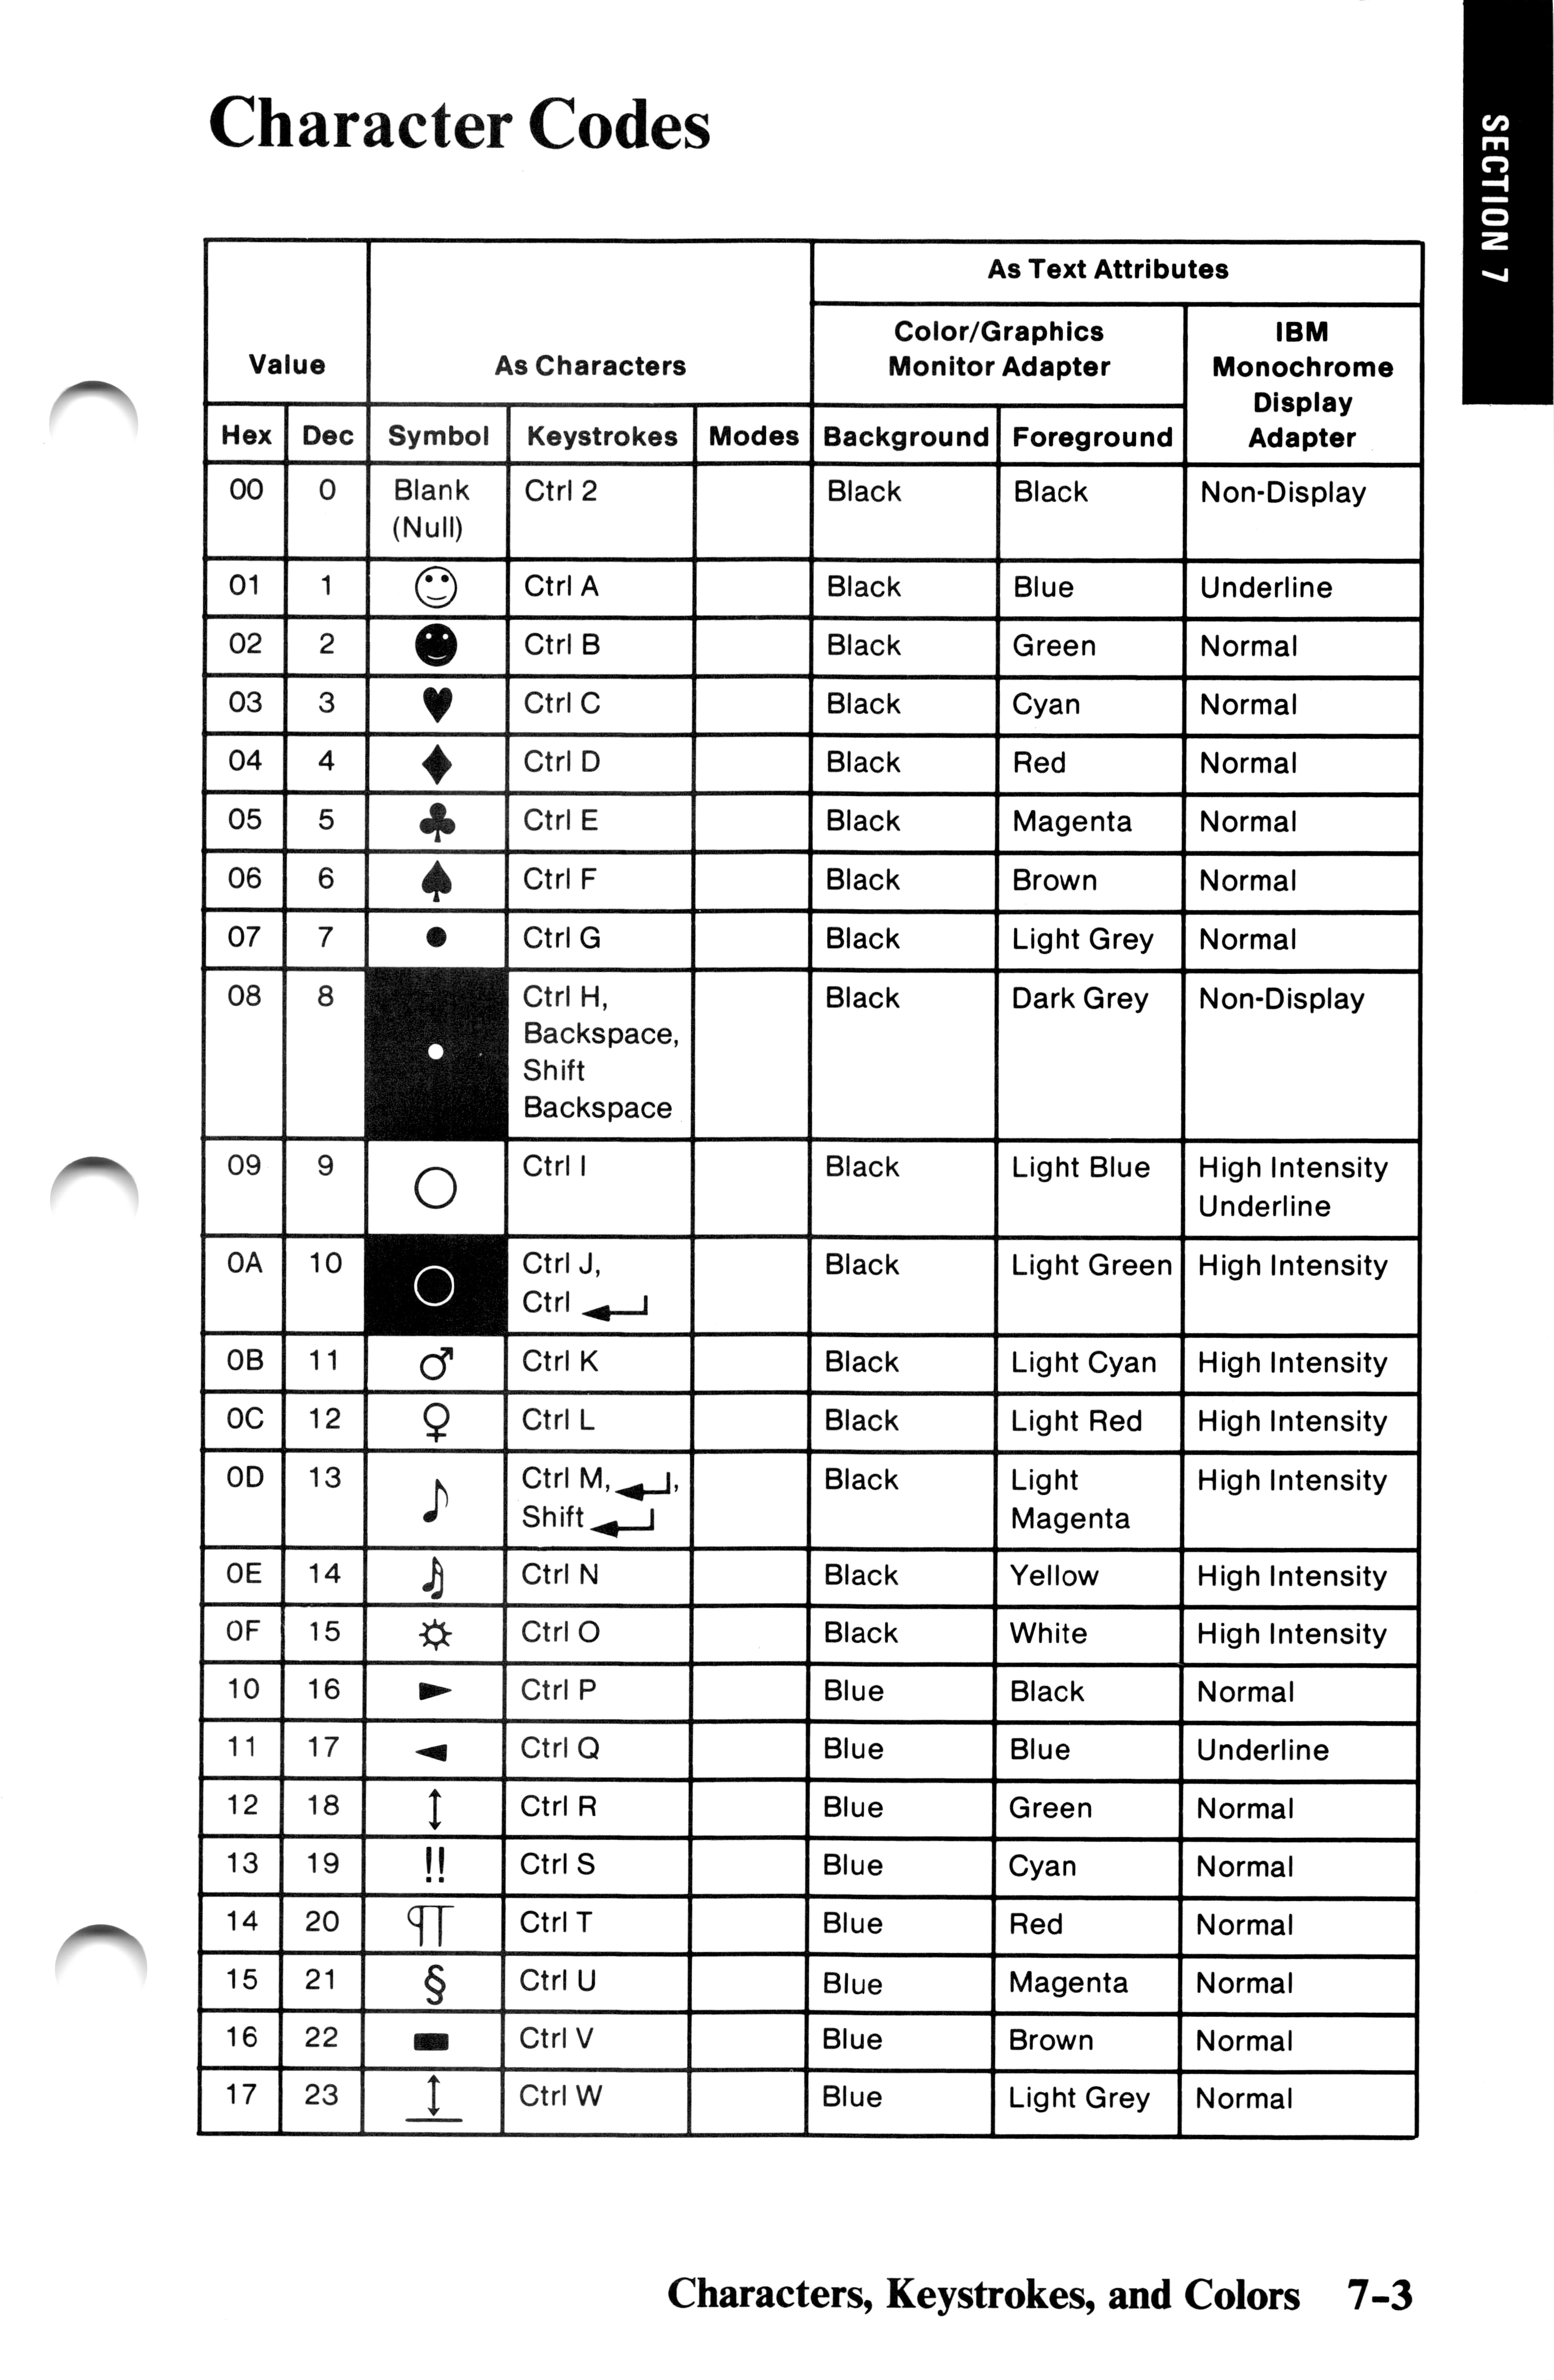 Character Codes
SECTION 7
As Text Attributes
Value As Characters Color/Graphics Monitor Adapter IBM Monochrome Display Adapter
Hex Dec Symbol Keystrokes Modes Background Foreground
00 0 Blank Ctrl 2 Black Black Non-Display
(Null)
01 1 ☺ Ctrl A Black Blue Underline
02 2 ☻ Ctrl B Black Green Normal
03 3 ♥ Ctrl C Black Cyan Normal
04 4 ♦ Ctrl D Black Red Normal
05 5 ♣ Ctrl E Black Magenta Normal
06 6 ♠ Ctrl F Black Brown Normal
07 7 • Ctrl G Black Light Grey Normal
08 8 ◘ Ctrl H, Black Dark Grey Non-Display
Backspace,
Shift
Backspace
09 9 ○ Ctrl I Black Light Blue High Intensity
Underline
0A 10 ◙ Ctrl J, Black Light Green High Intensity
Ctrl ↵
0B 11 ♂ Ctrl K Black Light Cyan High Intensity
0C 12 ♀ Ctrl L Black Light Red High Intensity
0D 13 ♪ Ctrl M, ↵, Black Light High Intensity
Shift ↵ Magenta
0E 14 ♫ Ctrl N Black Yellow High Intensity
0F 15 ☼ Ctrl O Black White High Intensity
10 16 ► Ctrl P Blue Black Normal
11 17 ◄ Ctrl Q Blue Blue Underline
12 18 ↕ Ctrl R Blue Green Normal
13 19 ‼ Ctrl S Blue Cyan Normal
14 20 ¶ Ctrl T Blue Red Normal
15 21 § Ctrl U Blue Magenta Normal
16 22 ▬ Ctrl V Blue Brown Normal
17 23 ↨ Ctrl W Blue Light Grey Normal
Characters, Keystrokes, and Colors 7-3